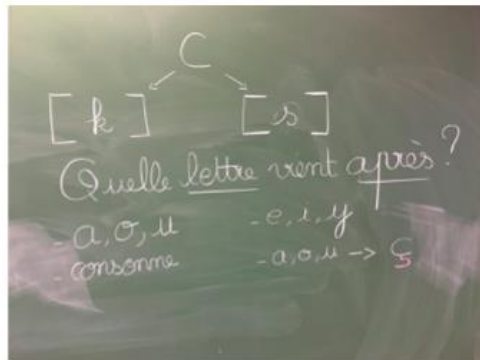 C
[k] [s]
Quelle lettre vient après?
- a, o, u - e, i, y
- consonne - a, o, u → ç